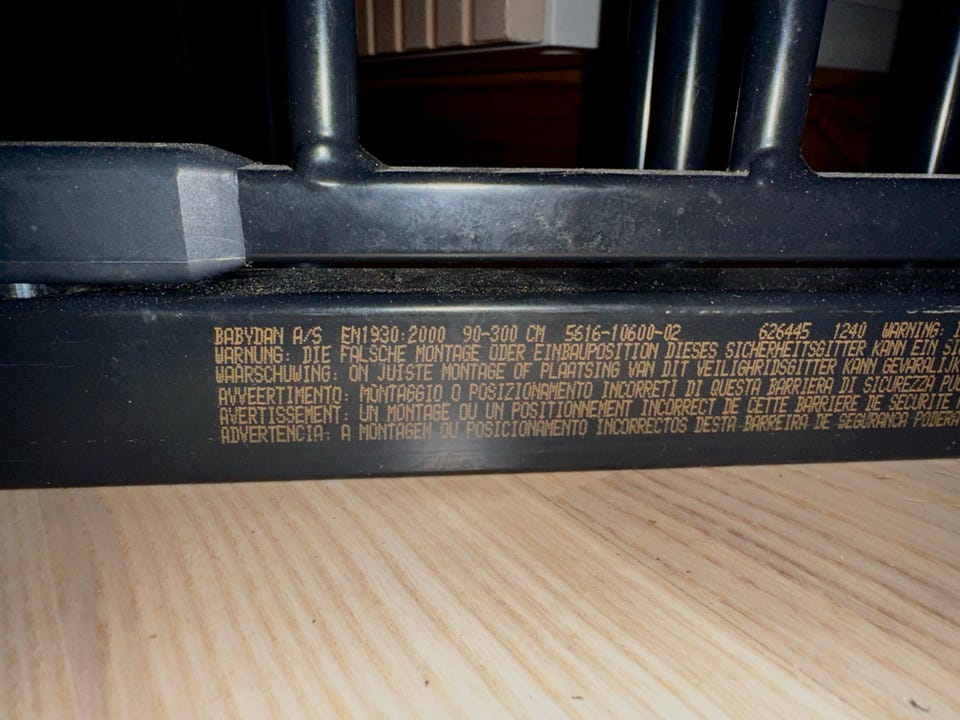 BABYDAN A/S EN1930:2000 90-300 CM 5616-10600-02 626445 1240 WARNING:
WARNUNG: DIE FALSCHE MONTAGE ODER EINBAUPOSITION DIESES SICHERHEITSGITTER KANN EIN
WAARSCHUWING: ON JUISTE MONTAGE OF PLAATSING VAN DIT VEILIGHRIDSGITTER KANN GEVARALIJK
AVVEERTIMENTO: MONTAGGIO O POSIZIONAMENTO INCORRETI DI QUESTA BARRIERA DI SICUREZZA
AVERTISSEMENT: UN MONTAGE OU UN POSITIONNEMENT INCORRECT DE CETTE BARRIERE DE SECURITE
ADVERTENCIA: A MONTAGEM OU POSICIONAMENTO INCORRECTOS DESTA BARREIRA DE SEGURANCA PODERA